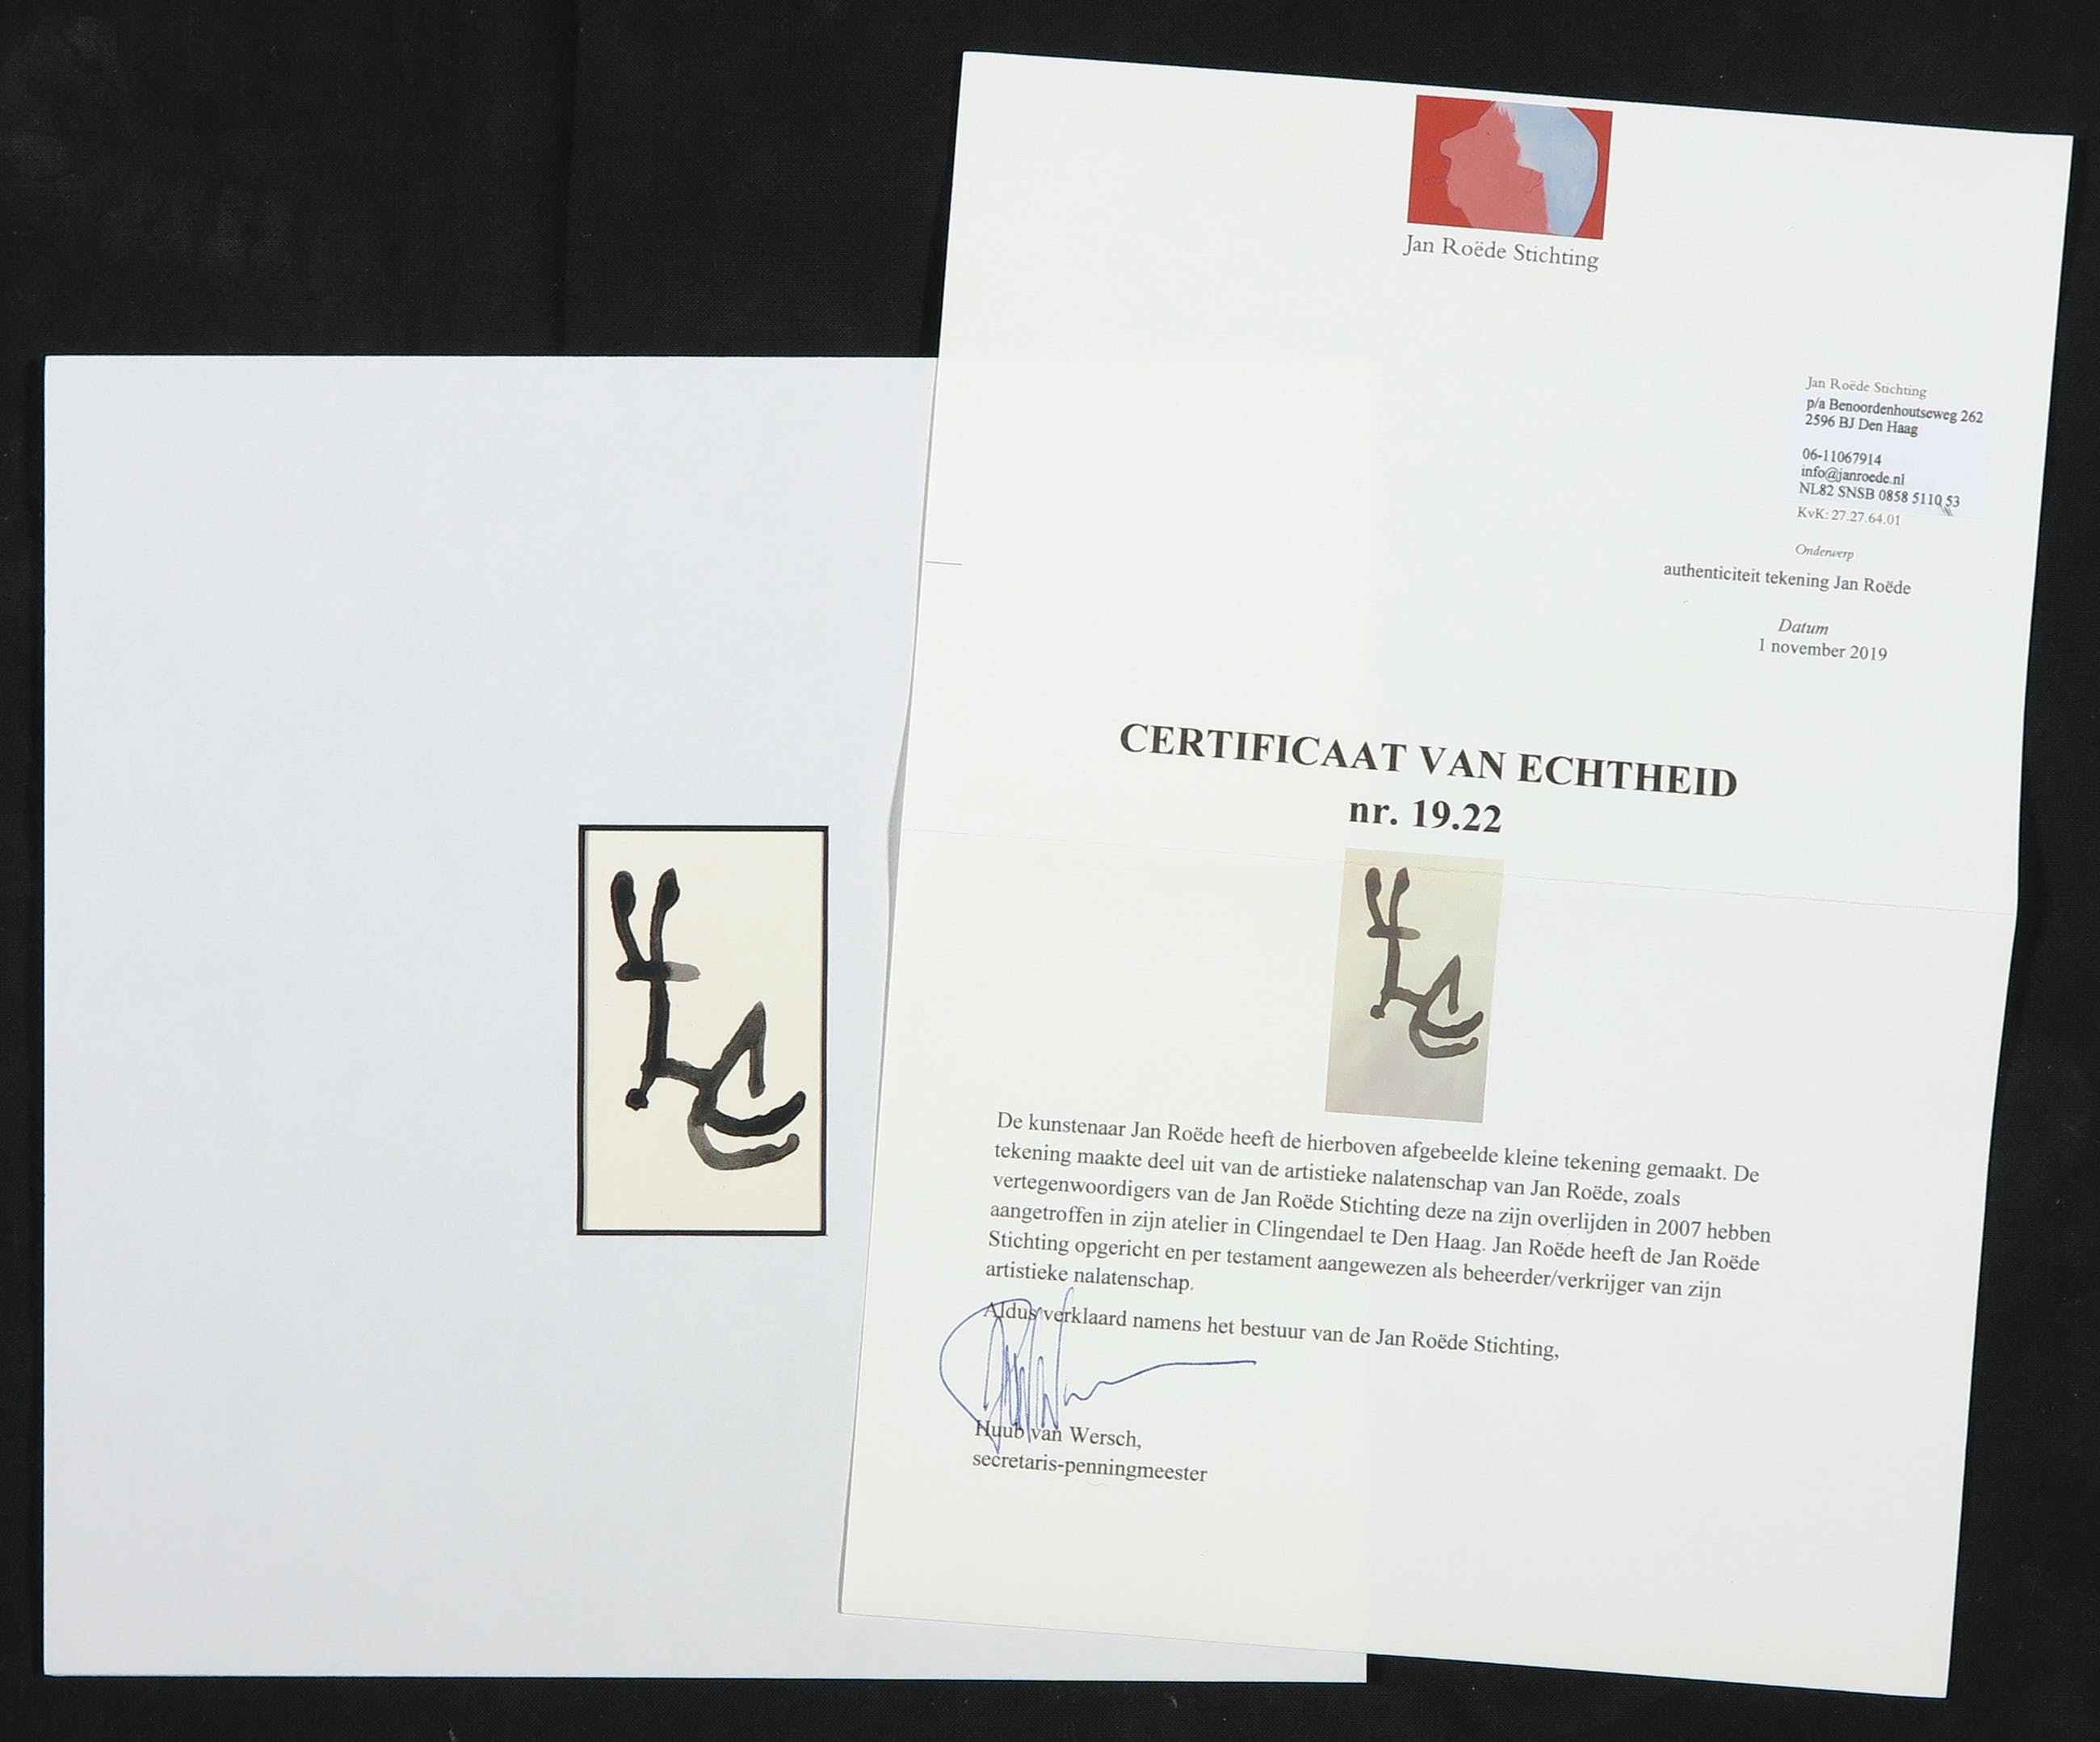 Jan Roëde Stichting
Jan Roëde Stichting
p/a Benoordenhoutseweg 262
2596 BJ Den Haag
06-11067914
info@janroede.nl
NL82 SNSB 0858 5110 53
KvK: 27.27.64.01
Onderwerp
authenticiteit tekening Jan Roëde
Datum
1 november 2019
CERTIFICAAT VAN ECHTHEID
nr. 19.22
De kunstenaar Jan Roëde heeft de hierboven afgebeelde kleine tekening gemaakt. De
tekening maakte deel uit van de artistieke nalatenschap van Jan Roëde, zoals
vertegenwoordigers van de Jan Roëde Stichting deze na zijn overlijden in 2007 hebben
aangetroffen in zijn atelier in Clingendael te Den Haag. Jan Roëde heeft de Jan Roëde
Stichting opgericht en per testament aangewezen als beheerder/verkrijger van zijn
artistieke nalatenschap.
Aldus verklaard namens het bestuur van de Jan Roëde Stichting,
Huub van Wersch,
secretaris-penningmeester